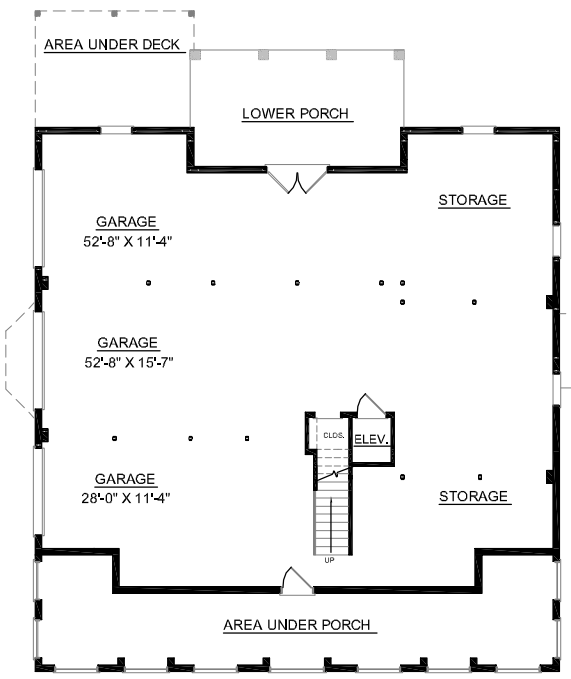 AREA UNDER DECK
LOWER PORCH
STORAGE
GARAGE
52'-8" X 11'-4"
GARAGE
52'-8" X 15'-7"
CLDS.
ELEV.
GARAGE
28'-0" X 11'-4"
STORAGE
UP
AREA UNDER PORCH